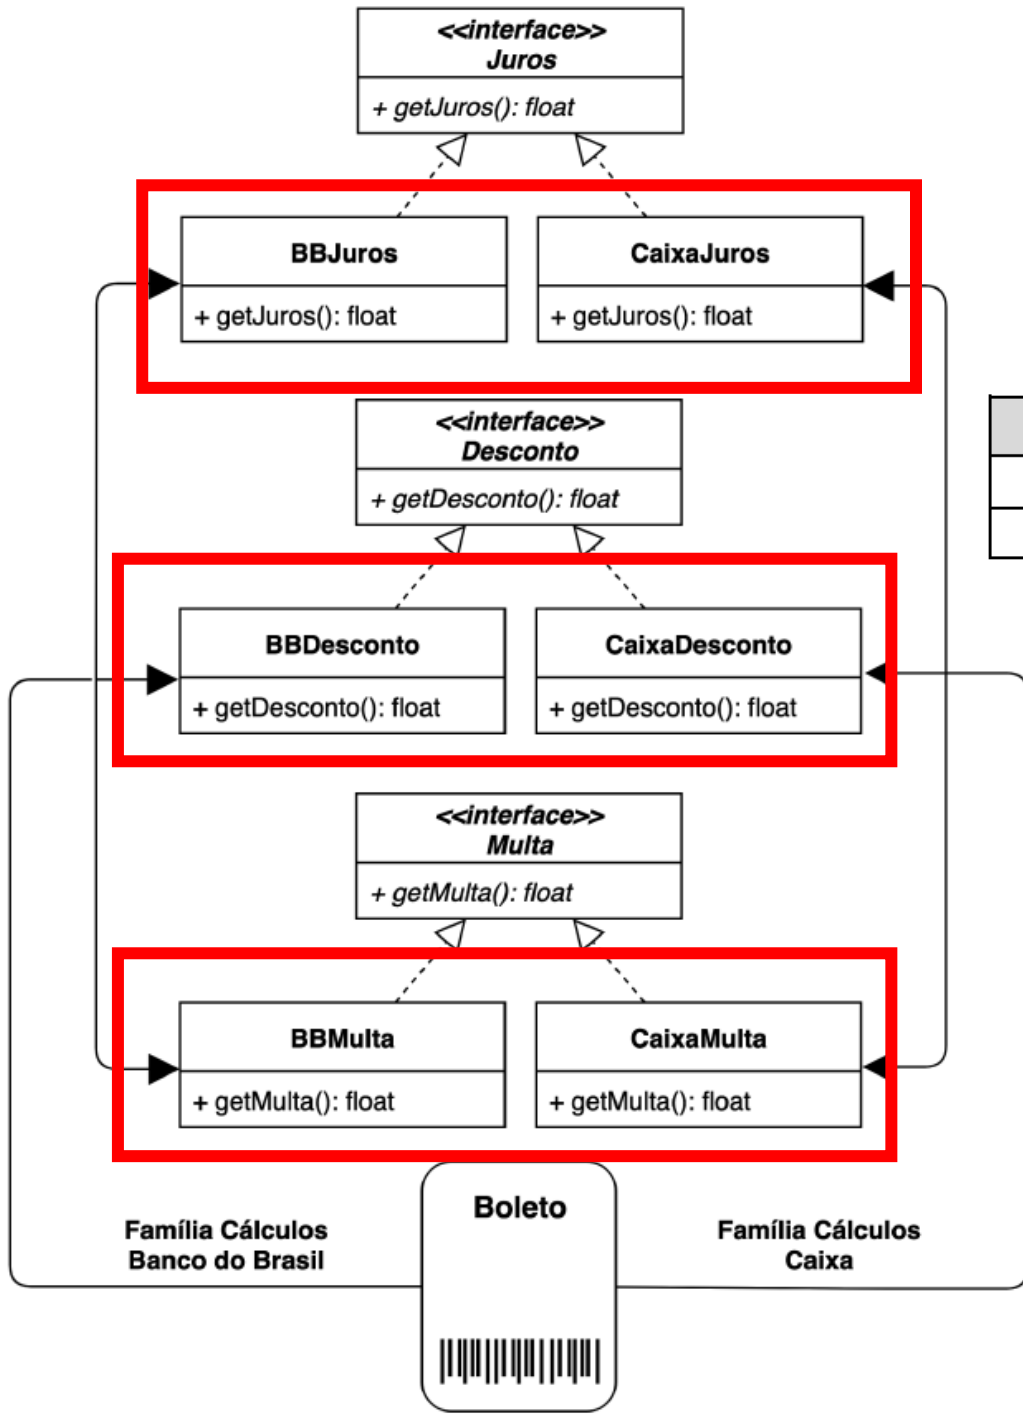 <<interface>>
Juros
+ getJuros(): float
BBJuros
+ getJuros(): float
CaixaJuros
+ getJuros(): float
<<interface>>
Desconto
+ getDesconto(): float
BBDesconto
+ getDesconto(): float
CaixaDesconto
+ getDesconto(): float
<<interface>>
Multa
+ getMulta(): float
BBMulta
+ getMulta(): float
CaixaMulta
+ getMulta(): float
Boleto
Família Cálculos
Banco do Brasil
Família Cálculos
Caixa